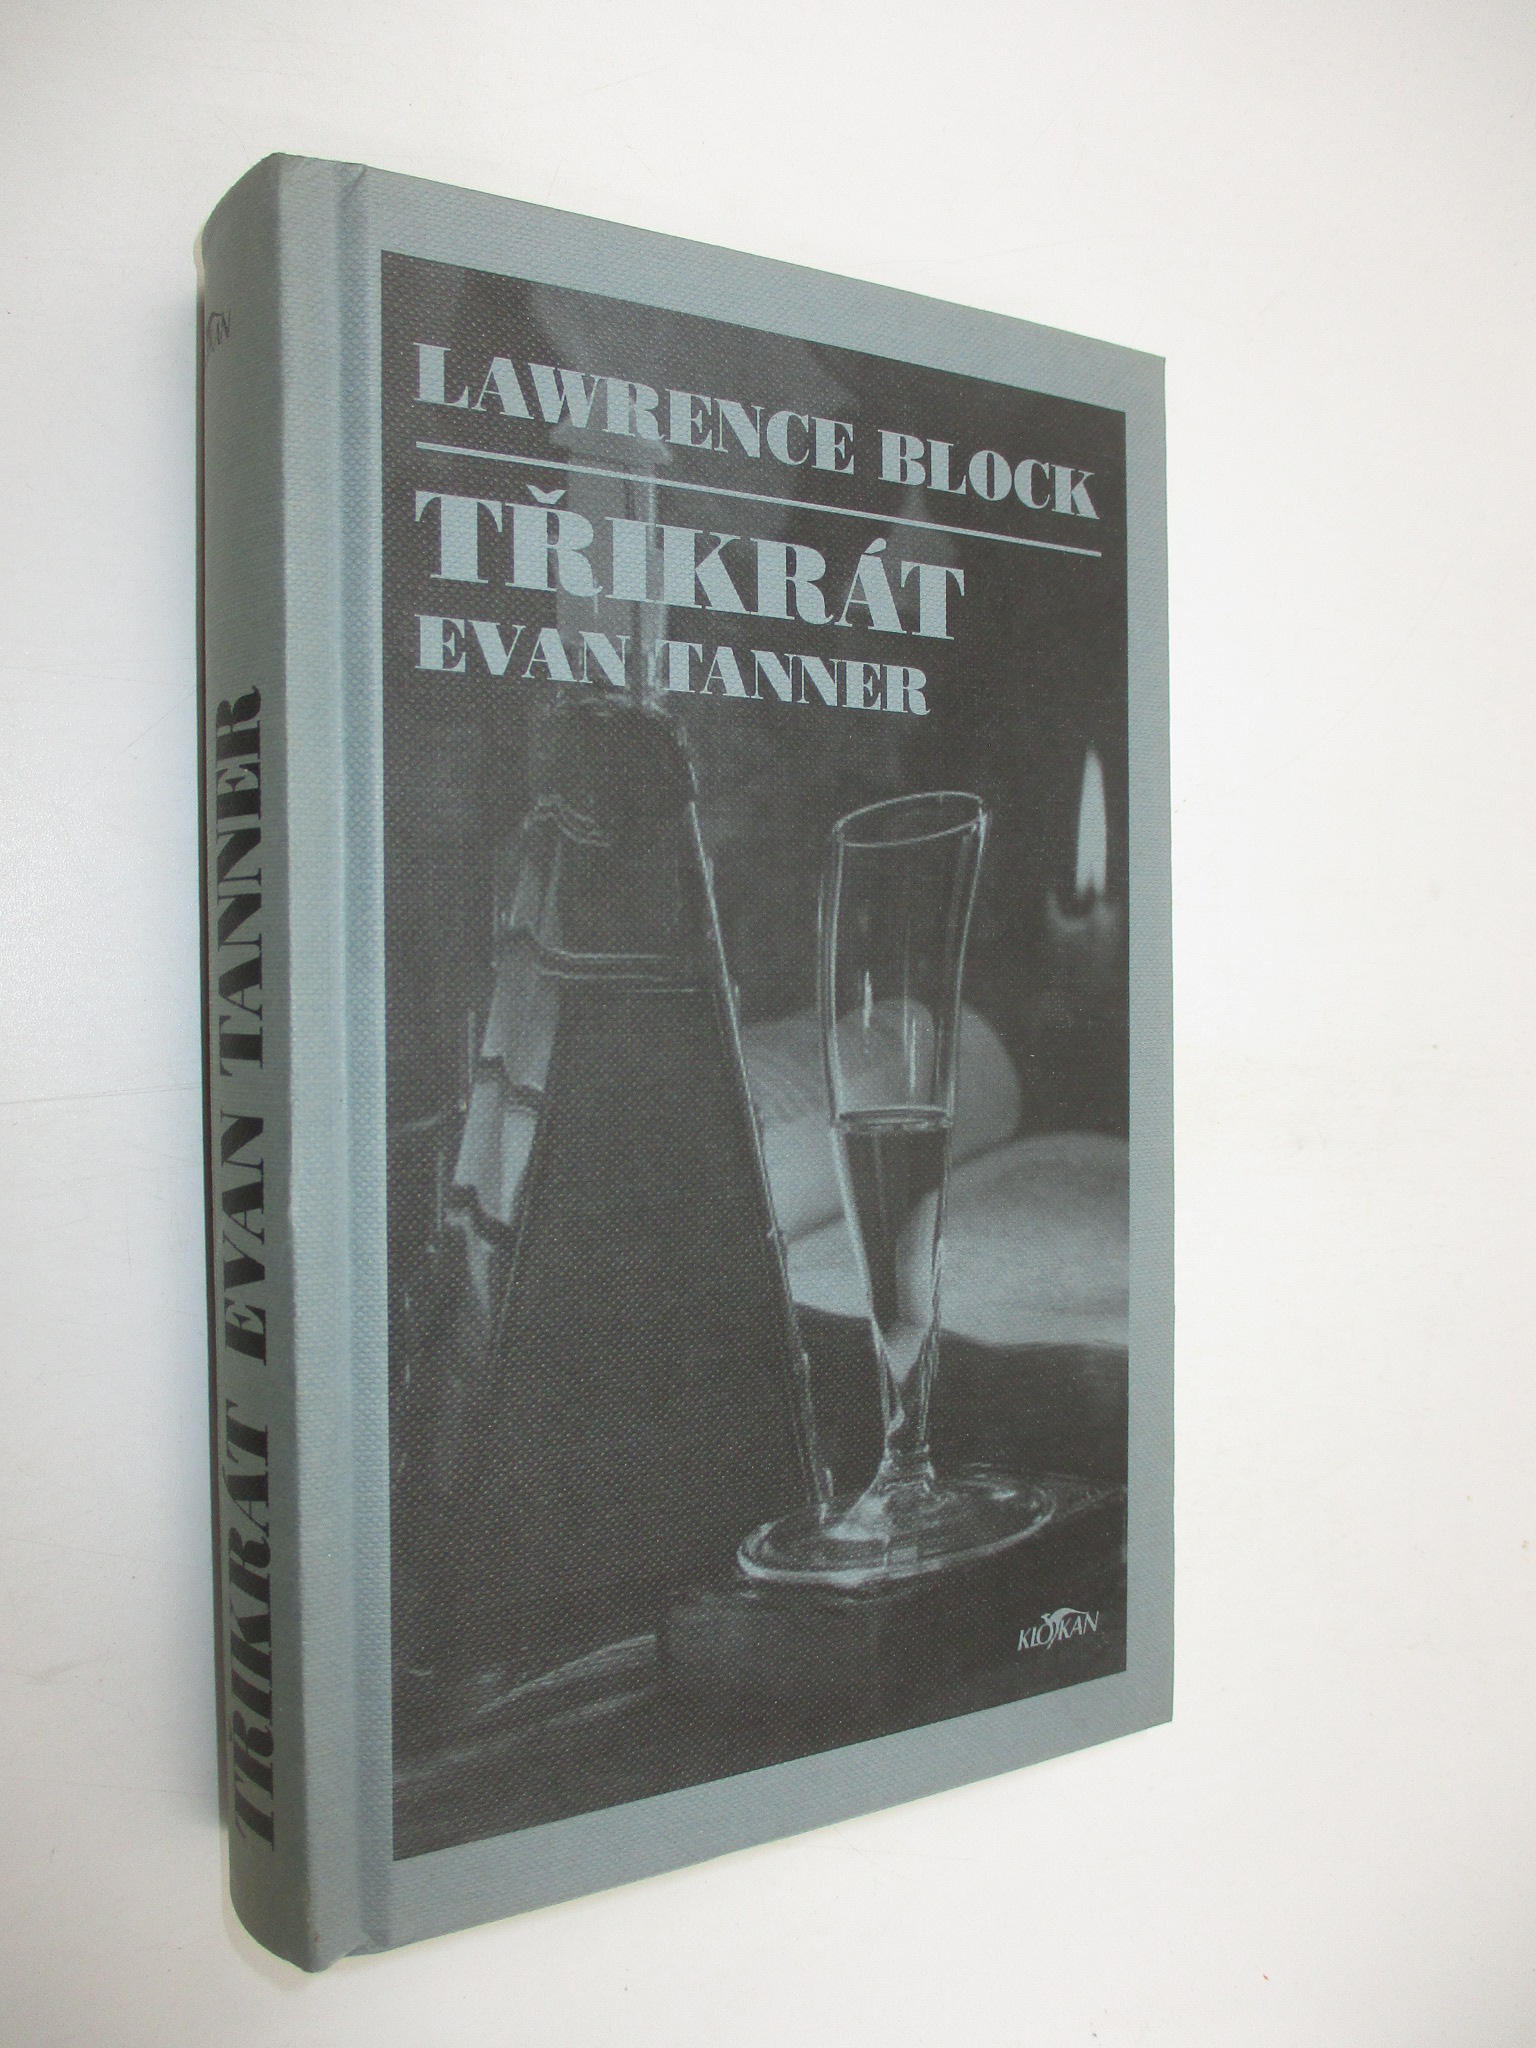 LAWRENCE BLOCK
TŘIKRÁT
EVAN TANNER
KLOKAN
TŘIKRÁT EVAN TANNER